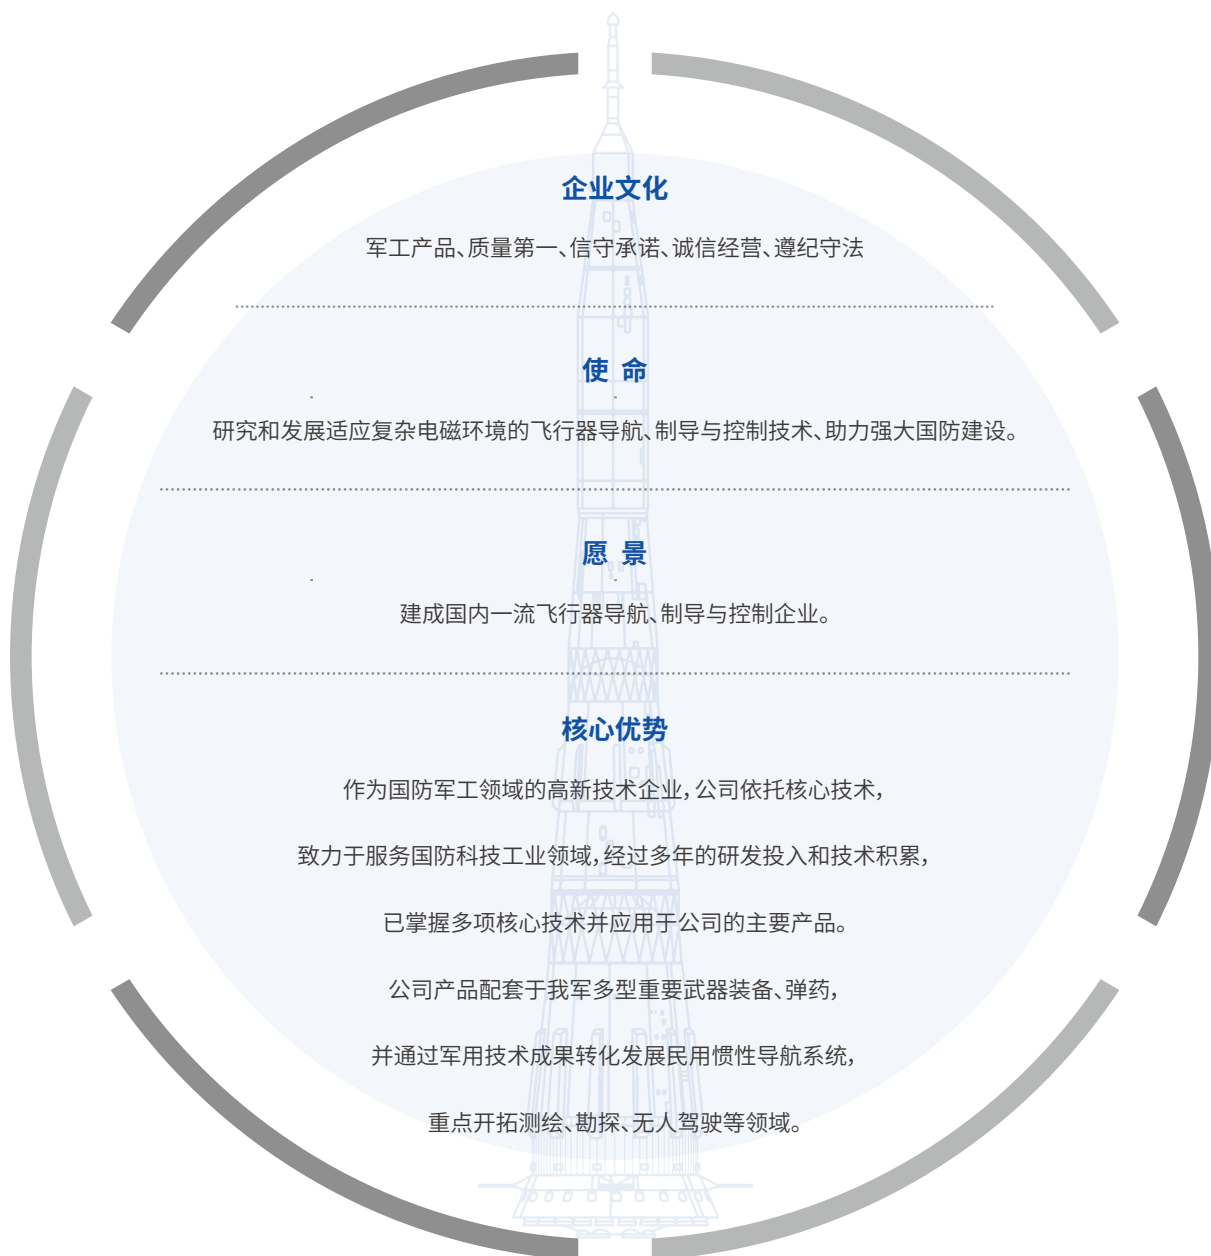 企业文化
军工产品、质量第一、信守承诺、诚信经营、遵纪守法
使 命
研究和发展适应复杂电磁环境的飞行器导航、制导与控制技术、助力强大国防建设。
愿 景
建成国内一流飞行器导航、制导与控制企业。
核心优势
作为国防军工领域的高新技术企业，公司依托核心技术，
致力于服务国防科技工业领域，经过多年的研发投入和技术积累，
已掌握多项核心技术并应用于公司的主要产品。
公司产品配套于我军多型重要武器装备、弹药，
并通过军用技术成果转化发展民用惯性导航系统，
重点开拓测绘、勘探、无人驾驶等领域。